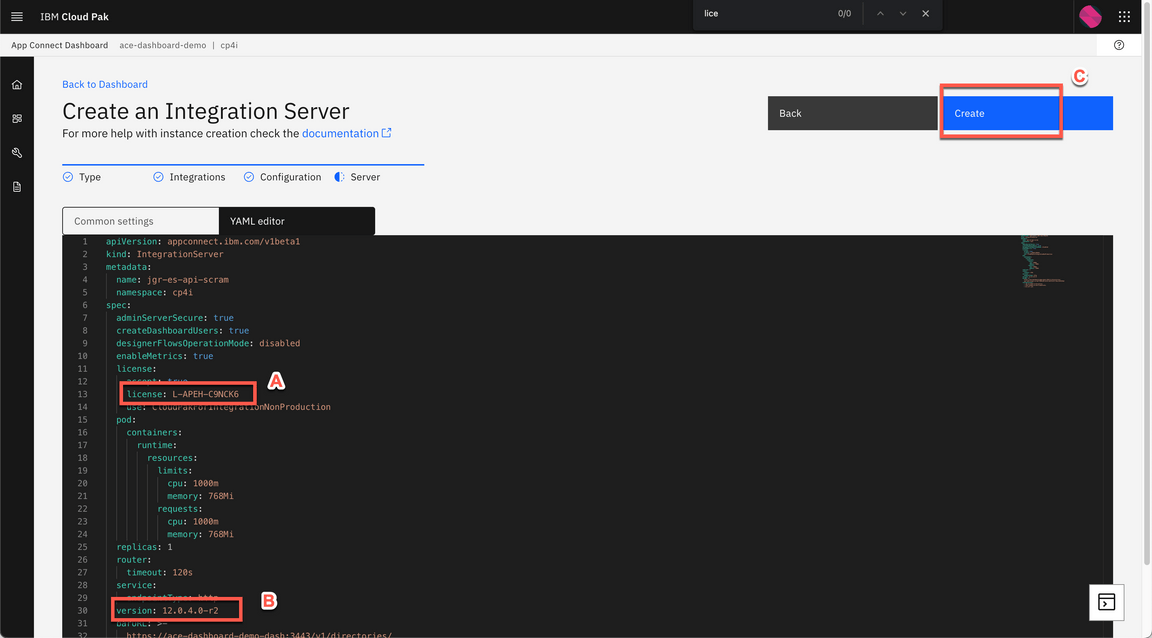 IBM Cloud Pak
lice
0/0
App Connect Dashboard ace-dashboard-demo | cp4i
Back to Dashboard
Create an Integration Server
For more help with instance creation check the documentation
Back
Create
C
Type Integrations Configuration Server
Common settings YAML editor
1 apiVersion: appconnect.ibm.com/v1beta1
2 kind: IntegrationServer
3 metadata:
4 name: jgr-es-api-scram
5 namespace: cp4i
6 spec:
7 adminServerSecure: true
8 createDashboardUsers: true
9 designerFlowsOperationMode: disabled
10 enableMetrics: true
11 license:
12 accept: true
13 license: L-APEH-C9NCK6
A
14 use: CloudPakForIntegrationNonProduction
15 pod:
16 containers:
17 runtime:
18 resources:
19 limits:
20 cpu: 1000m
21 memory: 768Mi
22 requests:
23 cpu: 1000m
24 memory: 768Mi
25 replicas: 1
26 router:
27 timeout: 120s
28 service:
29 endpointType: http
30 version: 12.0.4.0-r2
B
31 barURL: >-
32 https://ace-dashboard-demo-dash:3443/v1/directories/